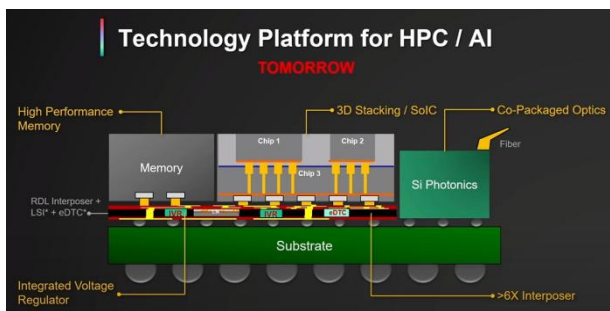 Technology Platform for HPC / AI
TOMORROW
High Performance
Memory
3D Stacking / SoIC
Co-Packaged Optics
Chip 1
Chip 2
Fiber
Memory
Chip 3
Si Photonics
RDL Interposer +
LSI* + eDTC*
IVR
IVR
eDTC
Substrate
Integrated Voltage
Regulator
>6X Interposer